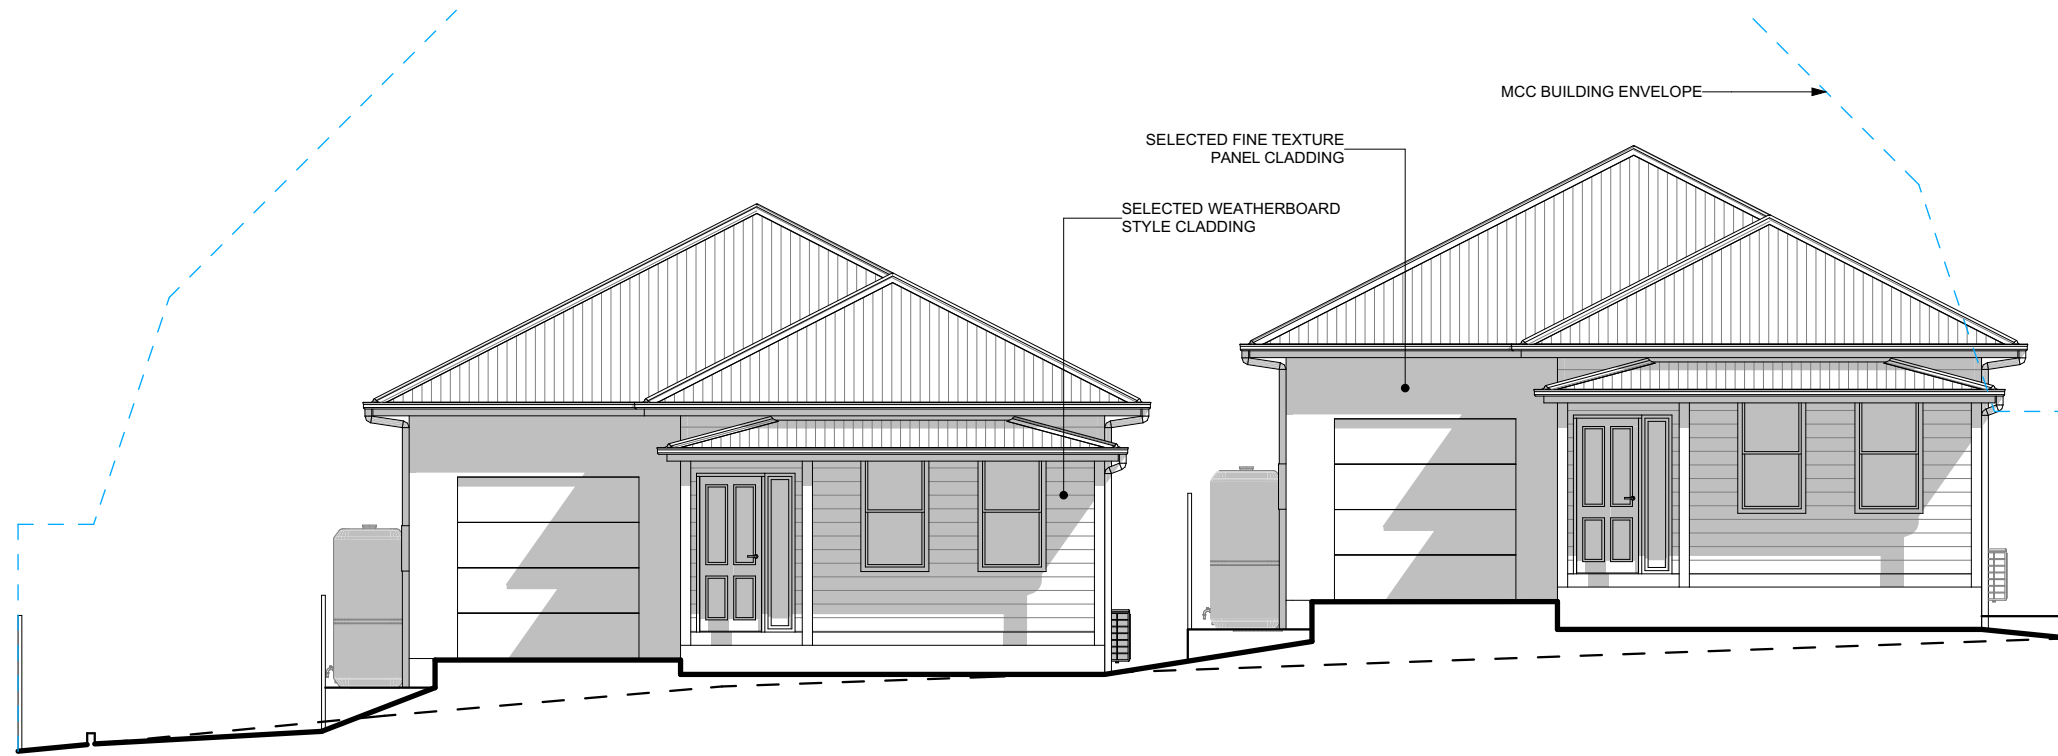 MCC BUILDING ENVELOPE
SELECTED FINE TEXTURE
PANEL CLADDING
SELECTED WEATHERBOARD
STYLE CLADDING